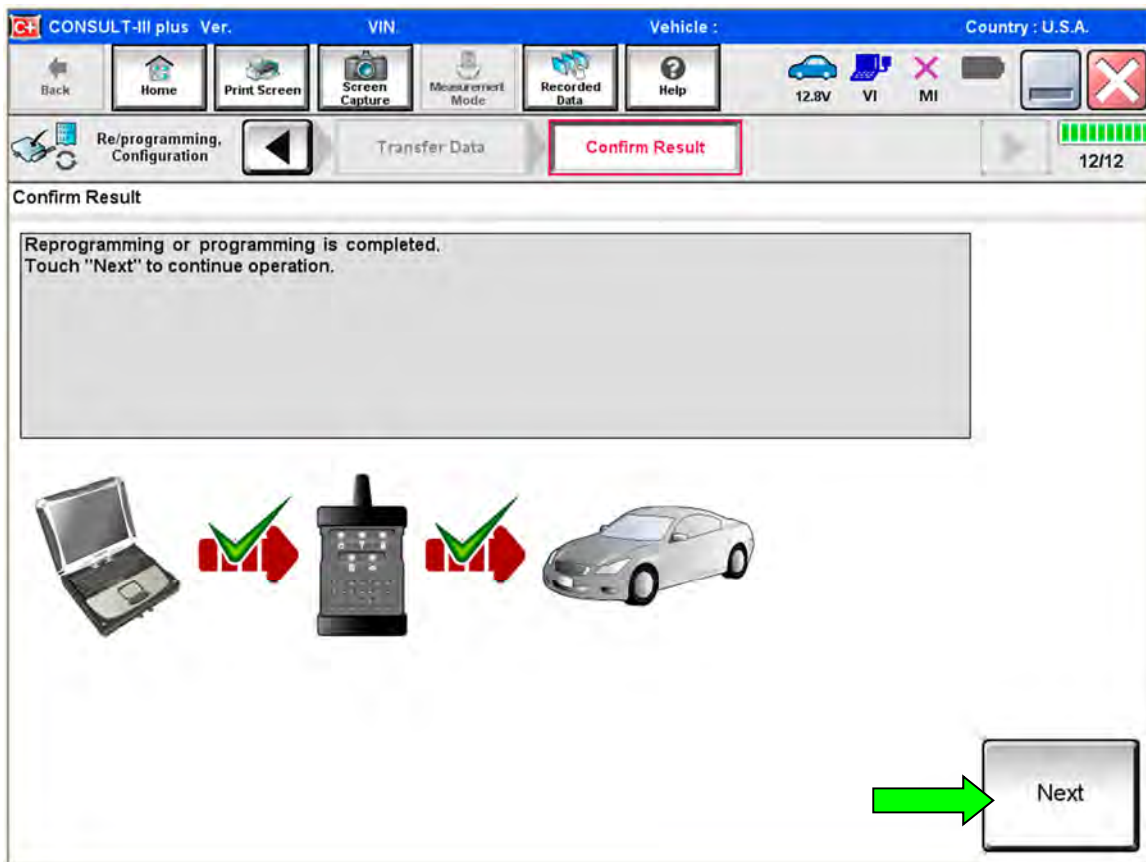 C+ CONSULT-III plus Ver. VIN. Vehicle : Country : U.S.A.
Back
Home
Print Screen
Screen
Capture
Measurement
Mode
Recorded
Data
Help
12.8V
VI
MI
Re/programming,
Configuration
Transfer Data
Confirm Result
12/12
Confirm Result
Reprogramming or programming is completed.
Touch "Next" to continue operation.
Next